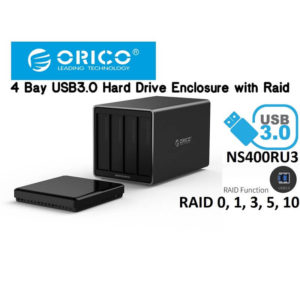 ORICO
LEADING TECHNOLOGY
4 Bay USB3.0 Hard Drive Enclosure with Raid
USB
3.0
NS400RU3
RAID Function
RAID 0, 1, 3, 5, 10